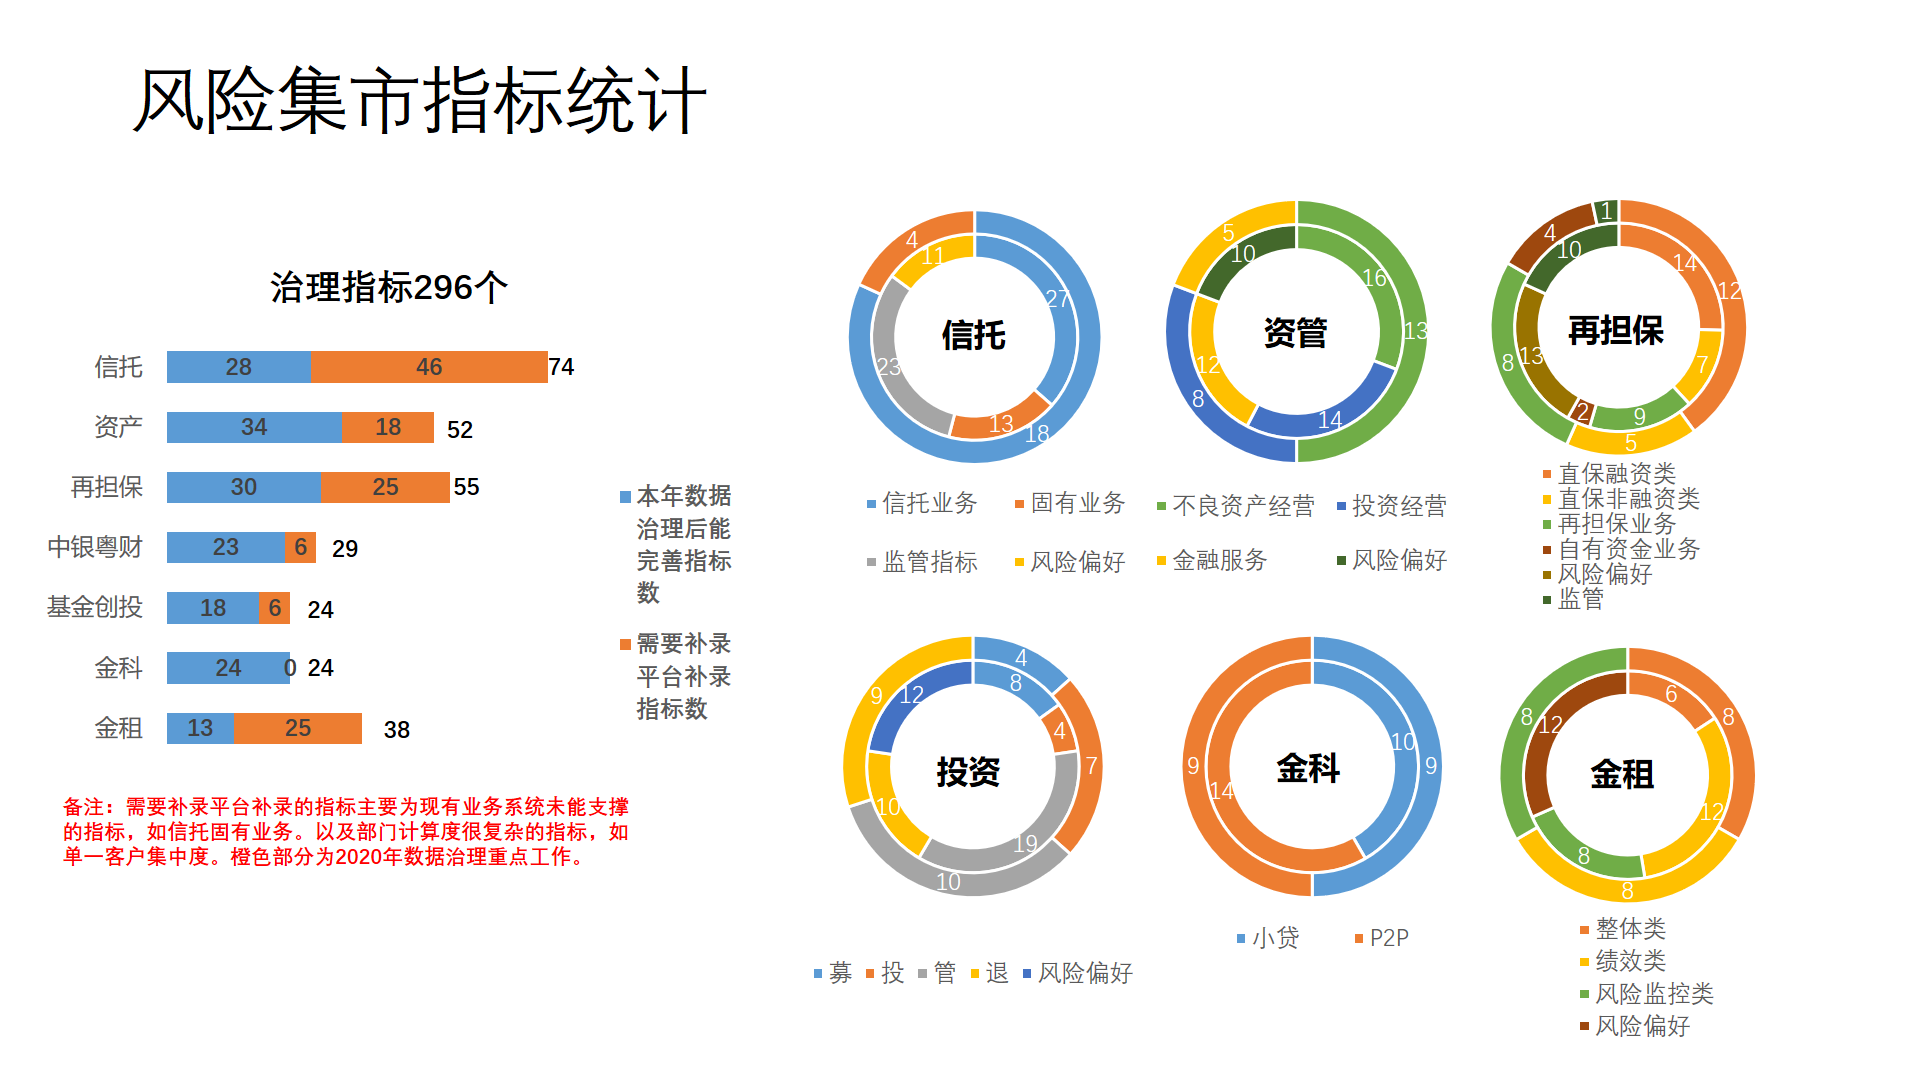 风险集市指标统计
治理指标296个
信托 28 46 74
资产 34 18 52
再担保 30 25 55
中银粤财 23 6 29
基金创投 18 6 24
金科 24 0 24
金租 13 25 38
本年数据
治理后能
完善指标
数
需要补录
平台补录
指标数
备注：需要补录平台补录的指标主要为现有业务系统未能支撑
的指标，如信托固有业务。以及部门计算度很复杂的指标，如
单一客户集中度。橙色部分为2020年数据治理重点工作。
4
11
27
信托
23
13
18
信托业务 固有业务
监管指标 风险偏好
5
10
16
资管
13
12
8
14
不良资产经营 投资经营
金融服务 风险偏好
1
4
10
14
12
再担保
13
8
7
2
9
5
直保融资类
直保非融资类
再担保业务
自有资金业务
风险偏好
监管
4
8
9
12
4
7
投资
10
19
10
募 投 管 退 风险偏好
10
金科
9
9
14
小贷 P2P
6
8
8
12
金租
12
8
8
整体类
绩效类
风险监控类
风险偏好